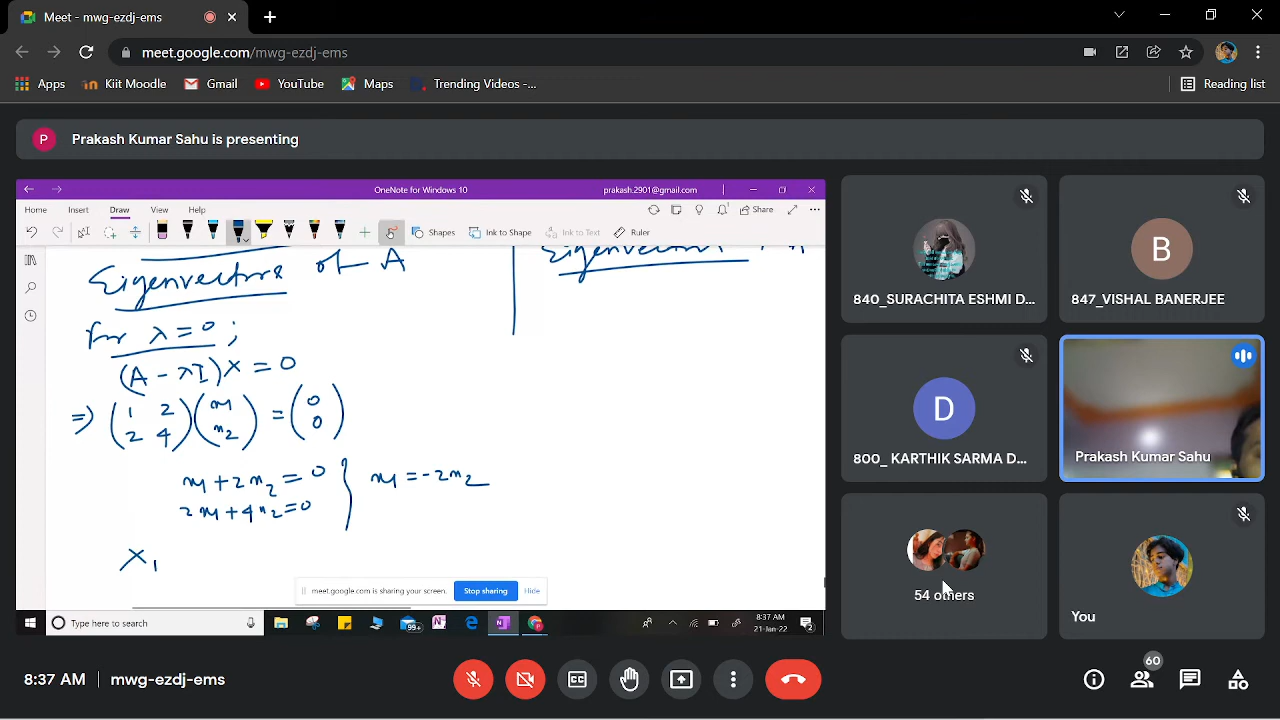 Meet - mwg-ezdj-ems
meet.google.com/mwg-ezdj-ems
Apps Kiit Moodle Gmail YouTube Maps Trending Videos -...
Reading list
P Prakash Kumar Sahu is presenting
OneNote for Windows 10
prakash.2901@gmail.com
Home Insert Draw View Help
Share
Shapes Ink to Shape Ink to Text Ruler
Eigenvectors of A
for λ = 0 ;
(A - λI)X = 0
⇒ (1 2
2 4) (x1
x2) = (0
0)
x1 + 2x2 = 0
2x1 + 4x2 = 0
x1 = -2x2
X1
Eigenvectors
meet.google.com is sharing your screen.
Stop sharing
Hide
Type here to search
99+
8:37 AM
21-Jan-22
2
840_SURACHITA ESHMI D...
B
847_VISHAL BANERJEE
D
800_ KARTHIK SARMA D...
Prakash Kumar Sahu
54 others
You
8:37 AM | mwg-ezdj-ems
60